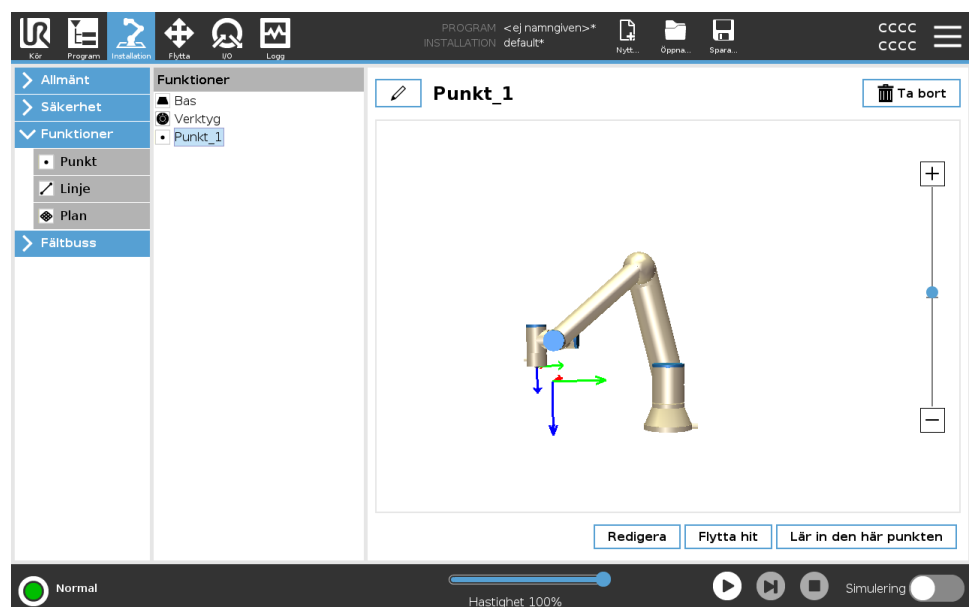 UR
Kör
Program
Installation
Flytta
I/O
Logg
PROGRAM <ej namngiven>*
INSTALLATION default*
Nytt...
Öppna...
Spara...
cccc
cccc
Allmänt
Säkerhet
Funktioner
Punkt
Linje
Plan
Fältbuss
Funktioner
Bas
Verktyg
Punkt_1
Punkt_1
Ta bort
Redigera
Flytta hit
Lär in den här punkten
Normal
Hastighet 100%
Simulering